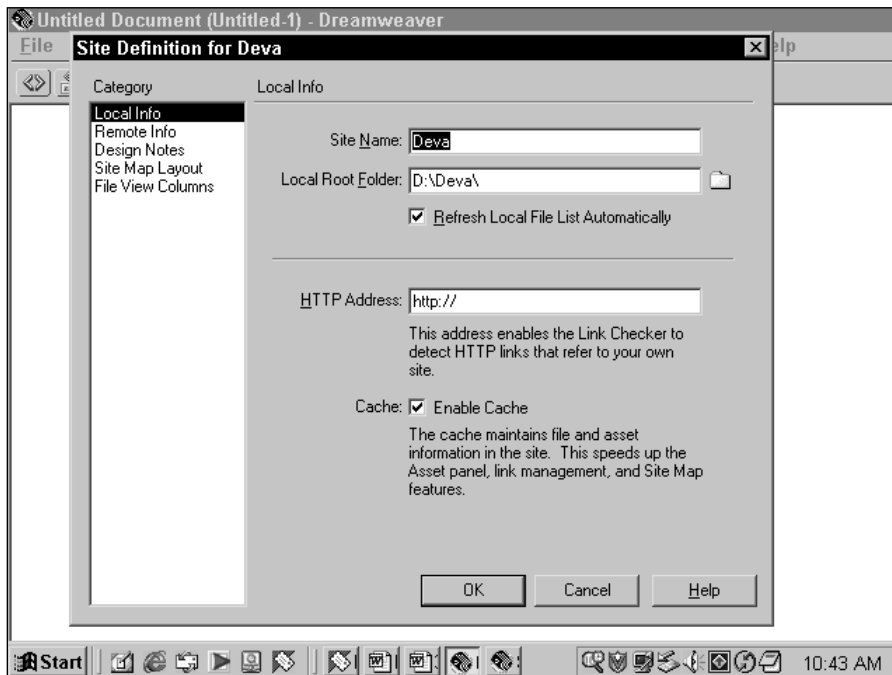 Untitled Document (Untitled-1) - Dreamweaver
File
elp
Site Definition for Deva
Category
Local Info
Local Info
Remote Info
Design Notes
Site Map Layout
File View Columns
Site Name: Deva
Local Root Folder: D:\Deva\
Refresh Local File List Automatically
HTTP Address: http://
This address enables the Link Checker to
detect HTTP links that refer to your own
site.
Cache: Enable Cache
The cache maintains file and asset
information in the site. This speeds up the
Asset panel, link management, and Site Map
features.
OK
Cancel
Help
Start
10:43 AM